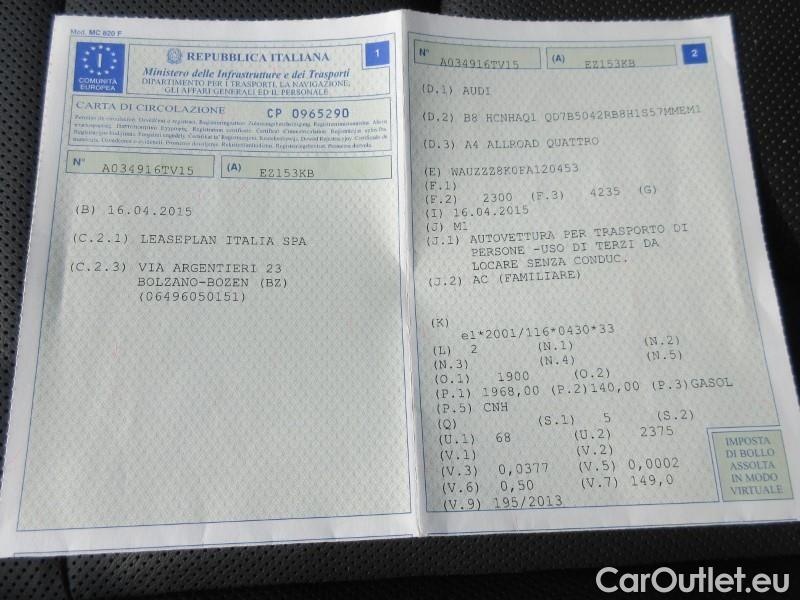 Mod. MC 820 F
I
COMUNITÀ
EUROPEA
REPUBBLICA ITALIANA
1
Ministero delle Infrastrutture e dei Trasporti
DIPARTIMENTO PER I TRASPORTI, LA NAVIGAZIONE,
GLI AFFARI GENERALI ED IL PERSONALE
CARTA DI CIRCOLAZIONE CP 0965290
N° A034916TV15 (A) EZ153KB
(B) 16.04.2015
(C.2.1) LEASEPLAN ITALIA SPA
(C.2.3) VIA ARGENTIERI 23
BOLZANO-BOZEN (BZ)
(06496050151)
N° A034916TV15 (A) EZ153KB 2
(D.1) AUDI
(D.2) B8 HCNHAQ1 QD7B5042RB8H1S57MMEM1
(D.3) A4 ALLROAD QUATTRO
(E) WAUZZZ8K0FA120453
(F.1)
(F.2) 2300 (F.3) 4235 (G)
(I) 16.04.2015
(J) M1
(J.1) AUTOVETTURA PER TRASPORTO DI
PERSONE -USO DI TERZI DA
LOCARE SENZA CONDUC.
(J.2) AC (FAMILIARE)
(K)
e1*2001/116*0430*33
(L) 2 (N.1) (N.2)
(N.3) (N.4) (N.5)
(O.1) 1900 (O.2)
(P.1) 1968,00 (P.2)140,00 (P.3)GASOL
(P.5) CNH
(Q) (S.1) 5 (S.2)
(U.1) 68 (U.2) 2375
(V.1) (V.2)
(V.3) 0,0377 (V.5) 0,0002
(V.6) 0,50 (V.7) 149,0
(V.9) 195/2013
IMPOSTA
DI BOLLO
ASSOLTA
IN MODO
VIRTUALE
CarOutlet.eu